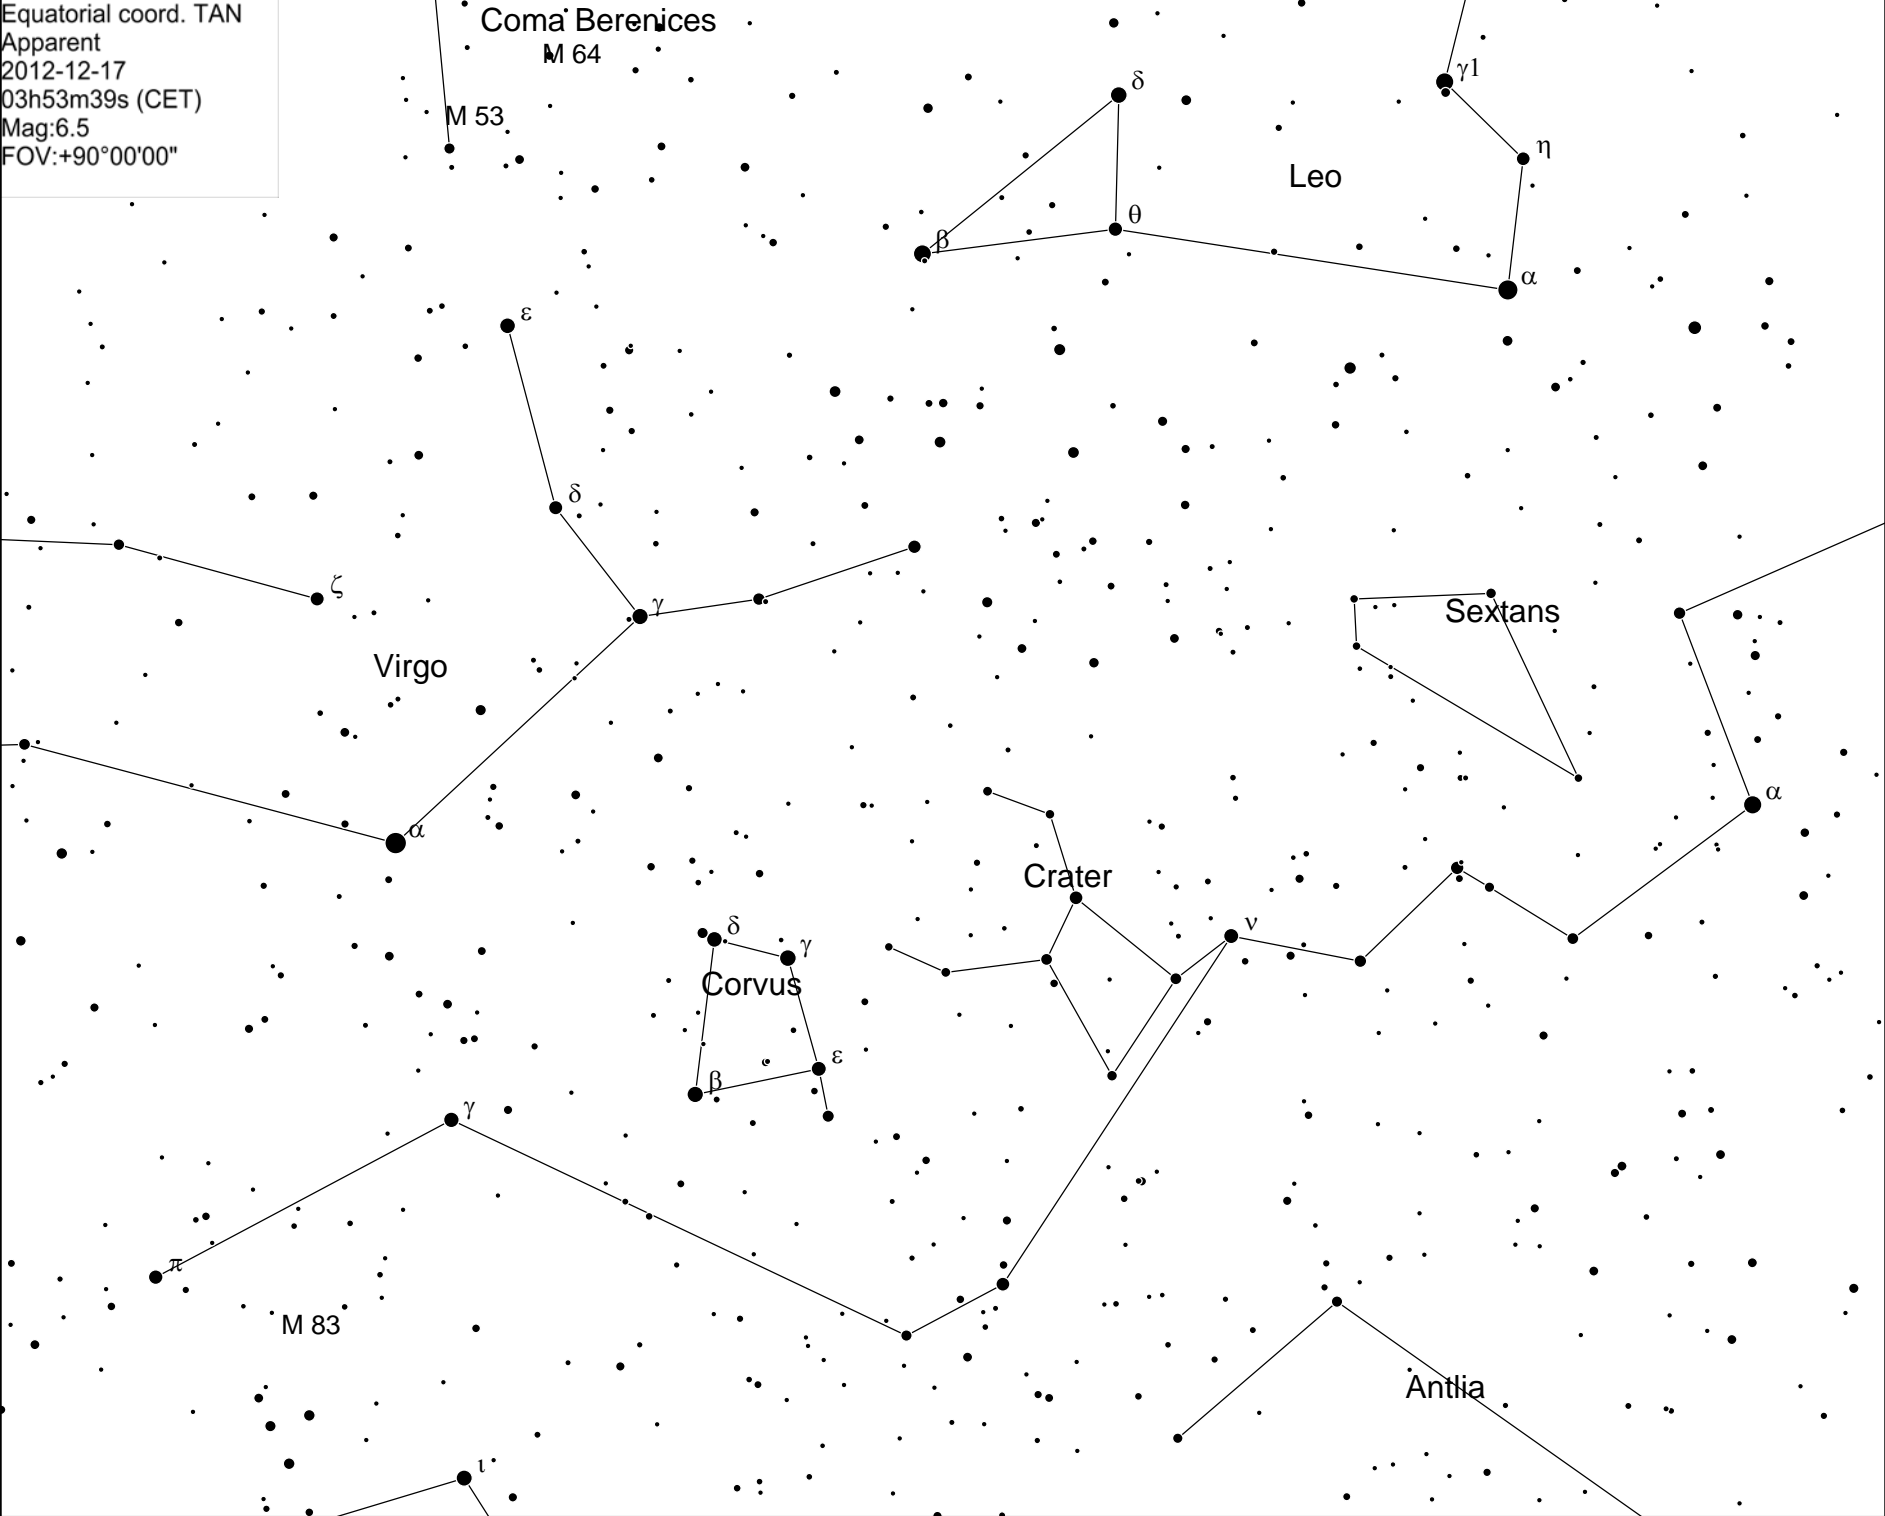 Equatorial coord. TAN
Apparent
2012-12-17
03h53m39s (CET)
Mag:6.5
FOV:+90°00'00"
Coma Berenices
M 64
M 53
δ
γ1
η
Leo
θ
β
α
ε
δ
ζ
γ
Sextans
Virgo
α
α
Crater
δ
γ
ν
Corvus
ε
β
γ
π
M 83
Antlia
ι